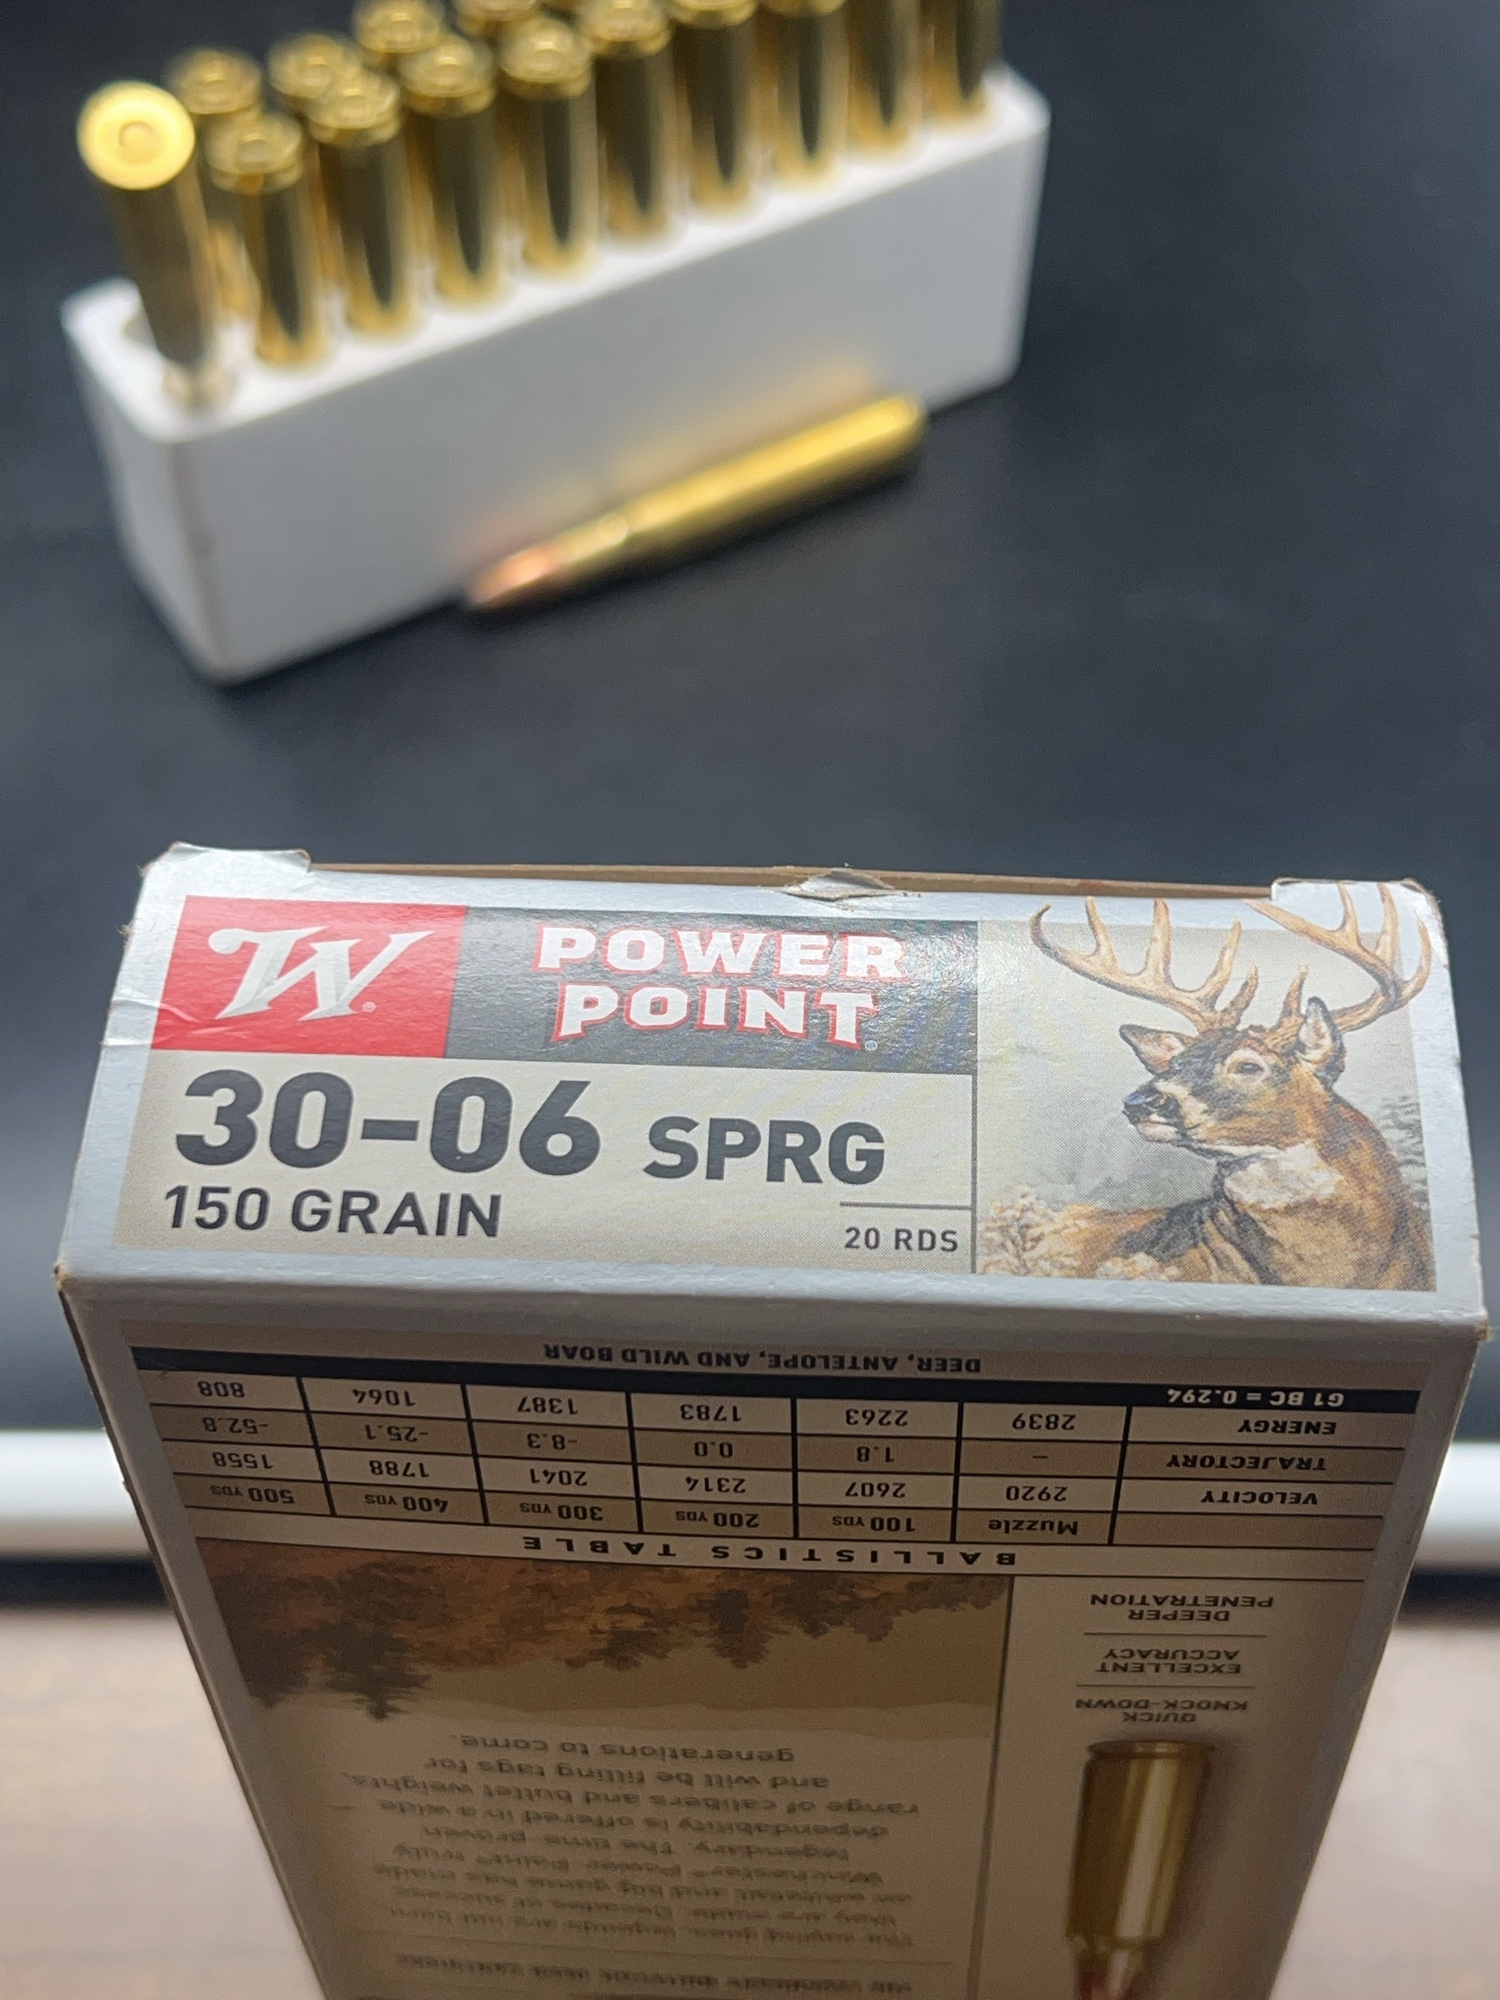 W®
POWER
POINT®
30-06 SPRG
150 GRAIN
20 RDS
The time-proven
dependability is offered in a wide
range of calibers and bullet weights,
and will be filling tags for
generations to come.
QUICK
KNOCK-DOWN
EXCELLENT
ACCURACY
DEEPER
PENETRATION
BALLISTICS TABLE
Muzzle 100 YDS 200 YDS 300 YDS 400 YDS 500 YDS
VELOCITY 2920 2607 2314 2041 1788 1558
TRAJECTORY – 1.8 0.0 -8.3 -25.1 -52.8
ENERGY 2839 2263 1783 1387 1064 808
G1 BC = 0.294
DEER, ANTELOPE, AND WILD BOAR